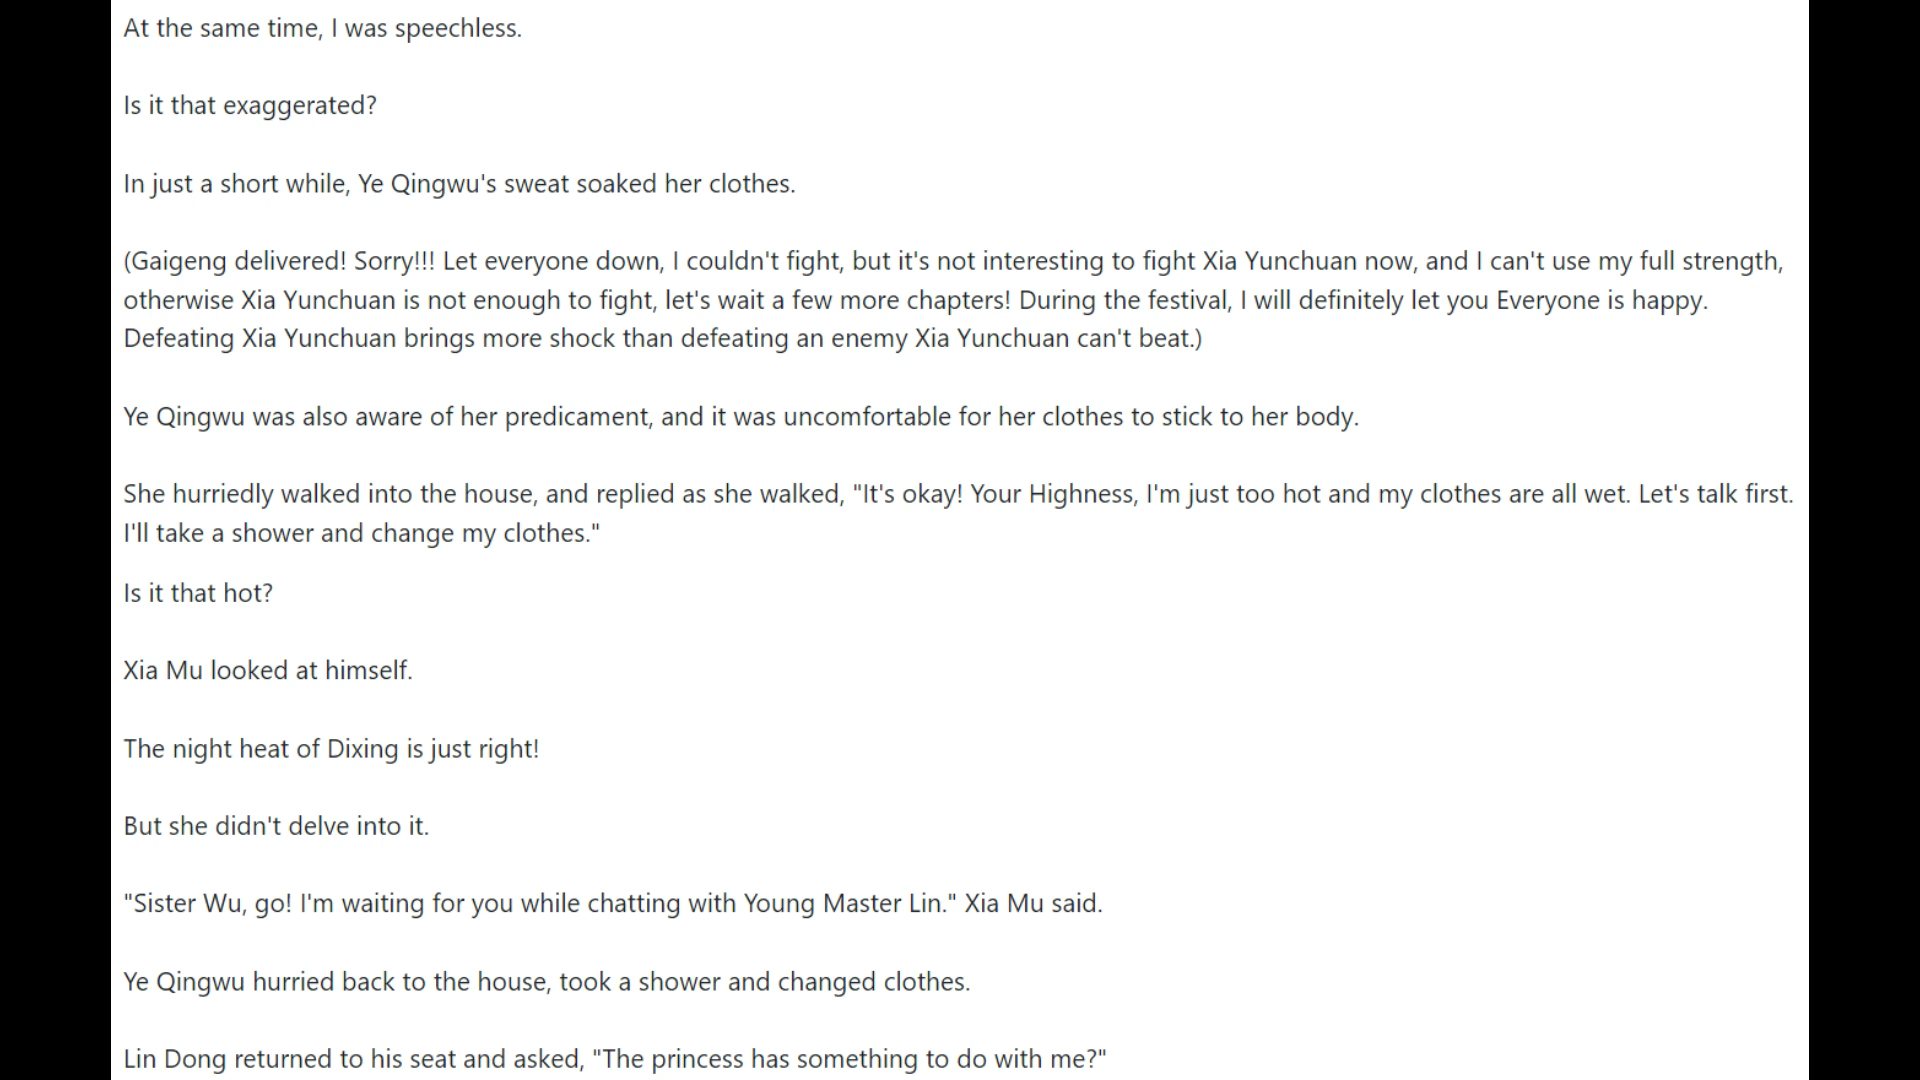 At the same time, I was speechless.
Is it that exaggerated?
In just a short while, Ye Qingwu's sweat soaked her clothes.
(Gaigeng delivered! Sorry!!! Let everyone down, I couldn't fight, but it's not interesting to fight Xia Yunchuan now, and I can't use my full strength,
otherwise Xia Yunchuan is not enough to fight, let's wait a few more chapters! During the festival, I will definitely let you Everyone is happy.
Defeating Xia Yunchuan brings more shock than defeating an enemy Xia Yunchuan can't beat.)
Ye Qingwu was also aware of her predicament, and it was uncomfortable for her clothes to stick to her body.
She hurriedly walked into the house, and replied as she walked, "It's okay! Your Highness, I'm just too hot and my clothes are all wet. Let's talk first.
I'll take a shower and change my clothes."
Is it that hot?
Xia Mu looked at himself.
The night heat of Dixing is just right!
But she didn't delve into it.
"Sister Wu, go! I'm waiting for you while chatting with Young Master Lin." Xia Mu said.
Ye Qingwu hurried back to the house, took a shower and changed clothes.
Lin Dong returned to his seat and asked, "The princess has something to do with me?"